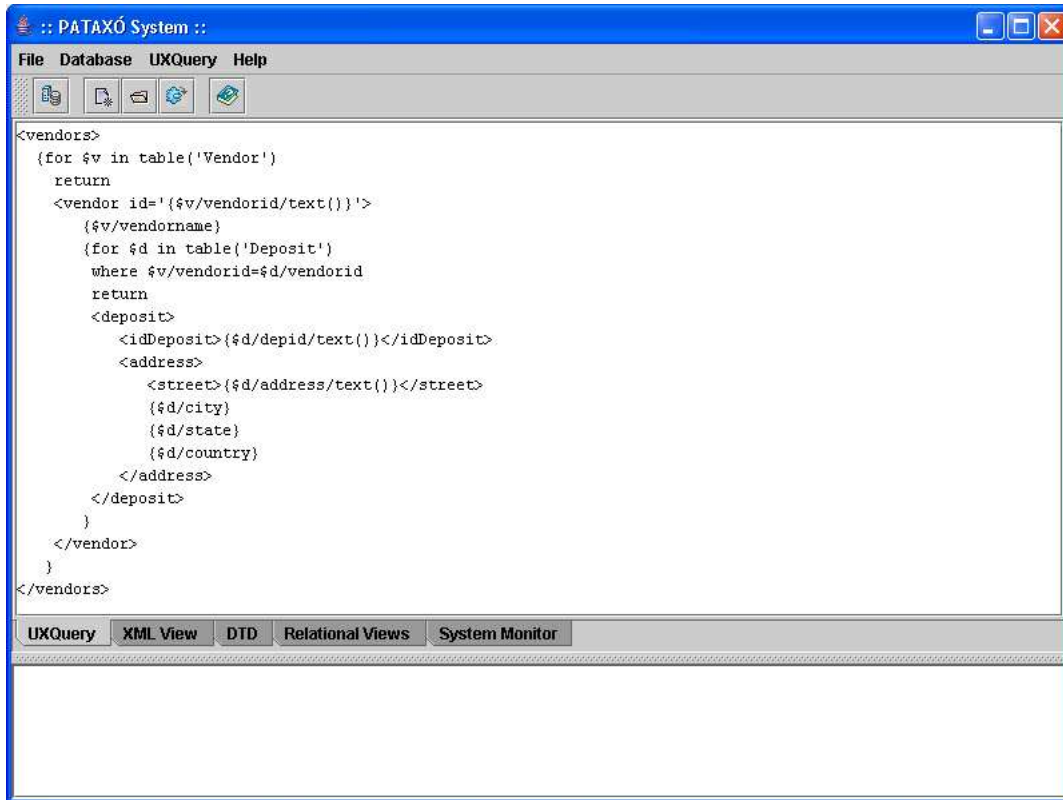 :: PATAXÓ System ::
File Database UXQuery Help
<vendors>
  {for $v in table('Vendor')
    return
    <vendor id='{$v/vendorid/text()}'>
       {$v/vendorname}
       {for $d in table('Deposit')
        where $v/vendorid=$d/vendorid
        return
        <deposit>
           <idDeposit>{$d/depid/text()}</idDeposit>
           <address>
              <street>{$d/address/text()}</street>
              {$d/city}
              {$d/state}
              {$d/country}
           </address>
        </deposit>
       }
    </vendor>
   }
</vendors>
UXQuery XML View DTD Relational Views System Monitor